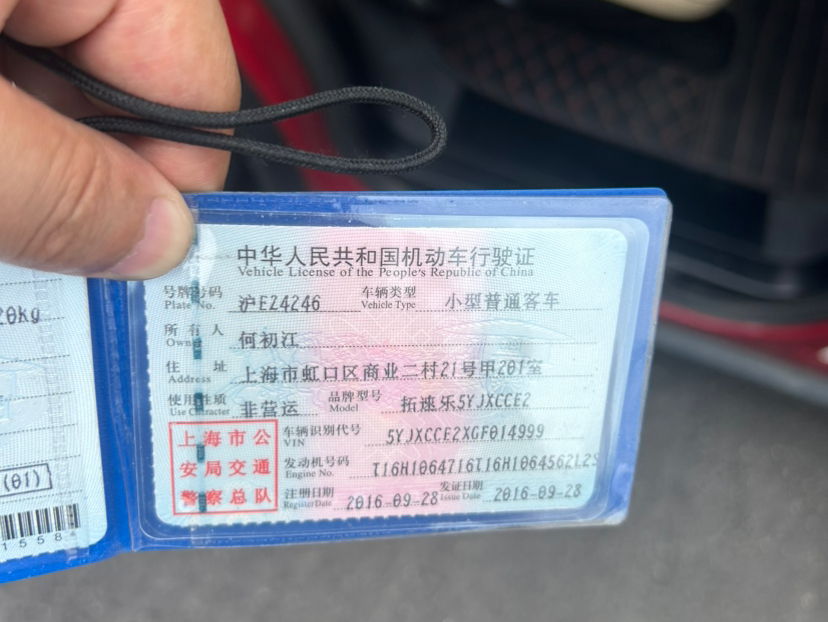 中华人民共和国机动车行驶证
Vehicle License of the People's Republic of China
号牌号码 沪E24246 车辆类型 小型普通客车
Plate No. Vehicle Type
所有人 何初江
Owner
住址 上海市虹口区商业二村21号甲201室
Address
使用性质 非营运 品牌型号 拓速乐5YJXCCE2
Use Character Model
车辆识别代号 5YJXCCE2XGF014999
VIN
发动机号码 T16H1064716T16H1064562L2S
Engine No.
注册日期 2016-09-28 发证日期 2016-09-28
Register Date Issue Date
上海市公
安局交通
警察总队
20kg
(01)
1558